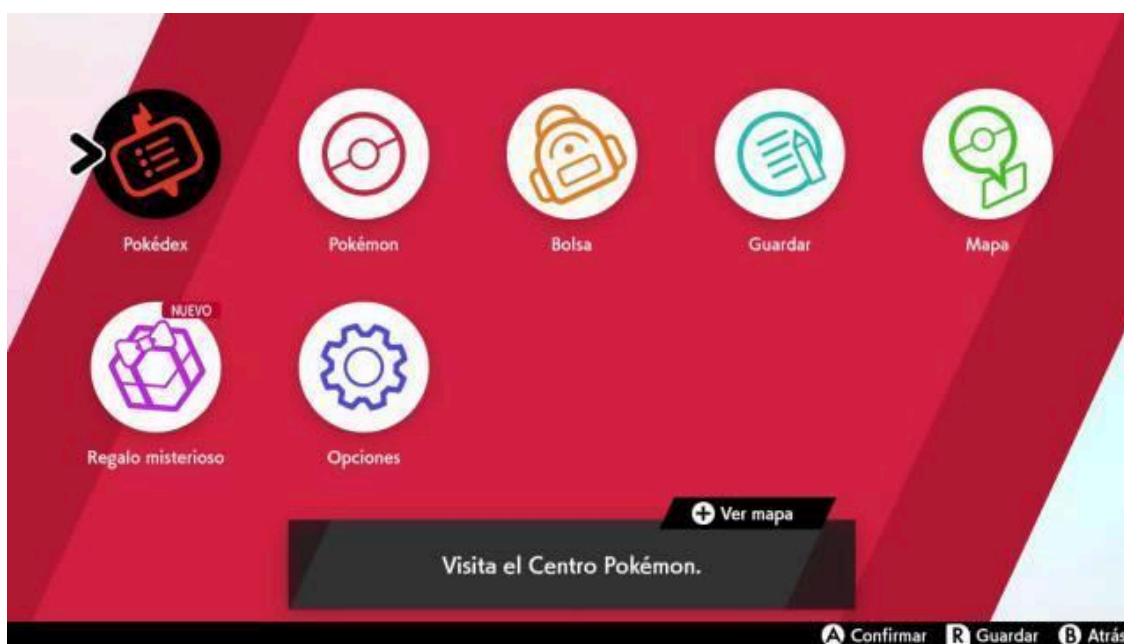 Pokédex
Pokémon
Bolsa
Guardar
Mapa
NUEVO
Regalo misterioso
Opciones
+ Ver mapa
Visita el Centro Pokémon.
A Confirmar R Guardar B Atrás